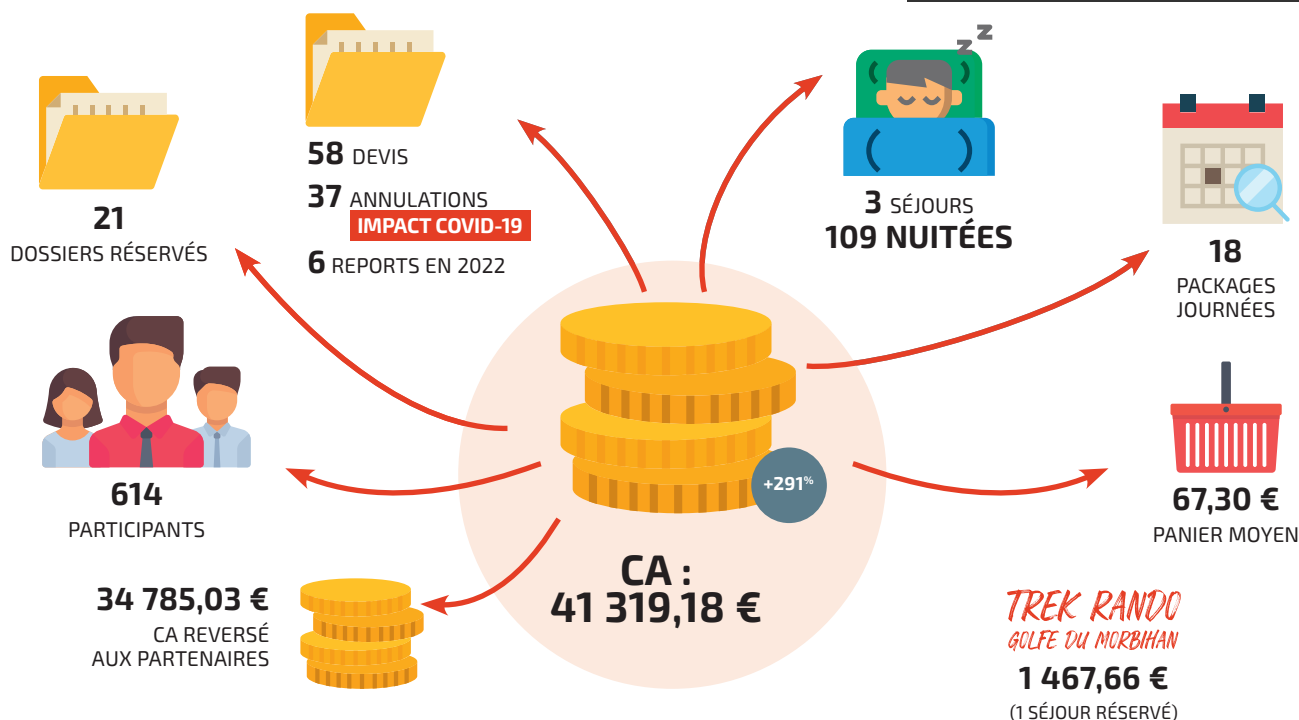 58 DEVIS
37 ANNULATIONS
IMPACT COVID-19
6 REPORTS EN 2022
21
DOSSIERS RÉSERVÉS
614
PARTICIPANTS
34 785,03 €
CA REVERSÉ
AUX PARTENAIRES
+291%
CA :
41 319,18 €
z z
3 SÉJOURS
109 NUITÉES
18
PACKAGES
JOURNÉES
67,30 €
PANIER MOYEN
TREK RANDO
GOLFE DU MORBIHAN
1 467,66 €
(1 SÉJOUR RÉSERVÉ)